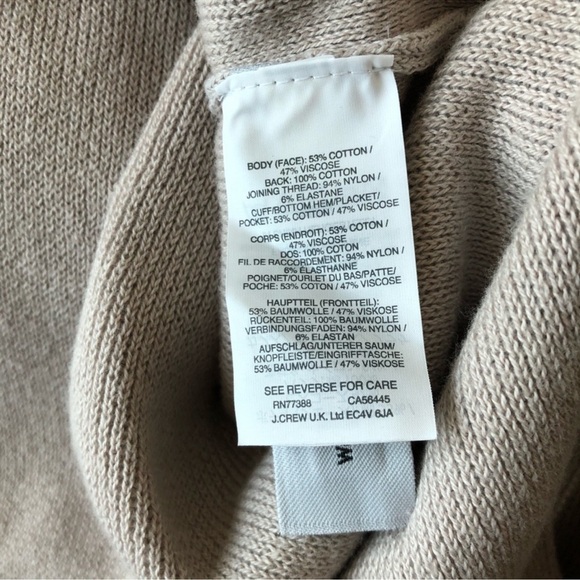 BODY (FACE): 53% COTTON /
47% VISCOSE
BACK: 100% COTTON
JOINING THREAD: 94% NYLON /
6% ELASTANE
CUFF/BOTTOM HEM/PLACKET/
POCKET: 53% COTTON / 47% VISCOSE
CORPS (ENDROIT): 53% COTON /
47% VISCOSE
DOS: 100% COTON
FIL DE RACCORDEMENT: 94% NYLON /
6% ELASTHANNE
POIGNET/OURLET DU BAS/PATTE/
POCHE: 53% COTON / 47% VISCOSE
HAUPTTEIL (FRONTTEIL):
53% BAUMWOLLE / 47% VISKOSE
RÜCKENTEIL: 100% BAUMWOLLE
VERBINDUNGSFADEN: 94% NYLON /
6% ELASTAN
AUFSCHLAG/UNTERER SAUM/
KNOPFLEISTE/EINGRIFFTASCHE:
53% BAUMWOLLE / 47% VISKOSE
SEE REVERSE FOR CARE
RN77388 CA56445
J.CREW U.K. Ltd EC4V 6JA
M